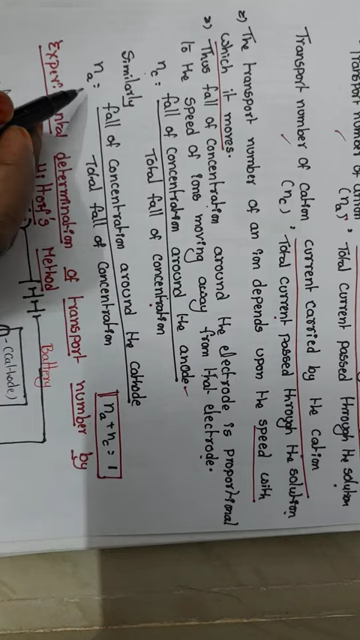 Transport number of anion
(na) = Total current passed through the solution
Transport number of cation current carried by the cation
(nc) = Total current passed through the solution
2) The transport number of an ion depends upon the speed with
which it moves.
3) Thus fall of concentration around the electrode is proportional
to the speed of ions moving away from that electrode.
nc = fall of concentration around the anode
Total fall of concentration
Similarly
na = fall of concentration around the cathode
Total fall of concentration
na + nc = 1
determination of transport number by
Method
Battery
(Cathode)